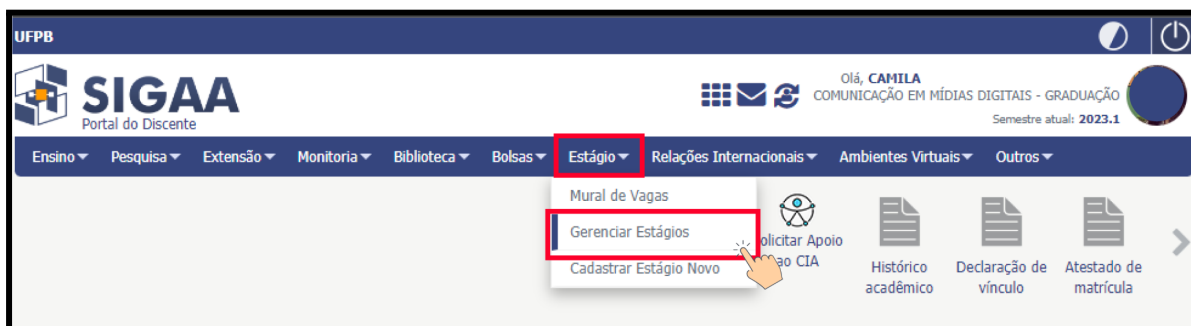 UFPB
SIGAA
Portal do Discente
Olá, CAMILA
COMUNICAÇÃO EM MÍDIAS DIGITAIS - GRADUAÇÃO
Semestre atual: 2023.1
Ensino Pesquisa Extensão Monitoria Biblioteca Bolsas Estágio Relações Internacionais Ambientes Virtuais Outros
Mural de Vagas
Gerenciar Estágios
Cadastrar Estágio Novo
olicitar Apoio
ao CIA
Histórico
acadêmico
Declaração de
vínculo
Atestado de
matrícula